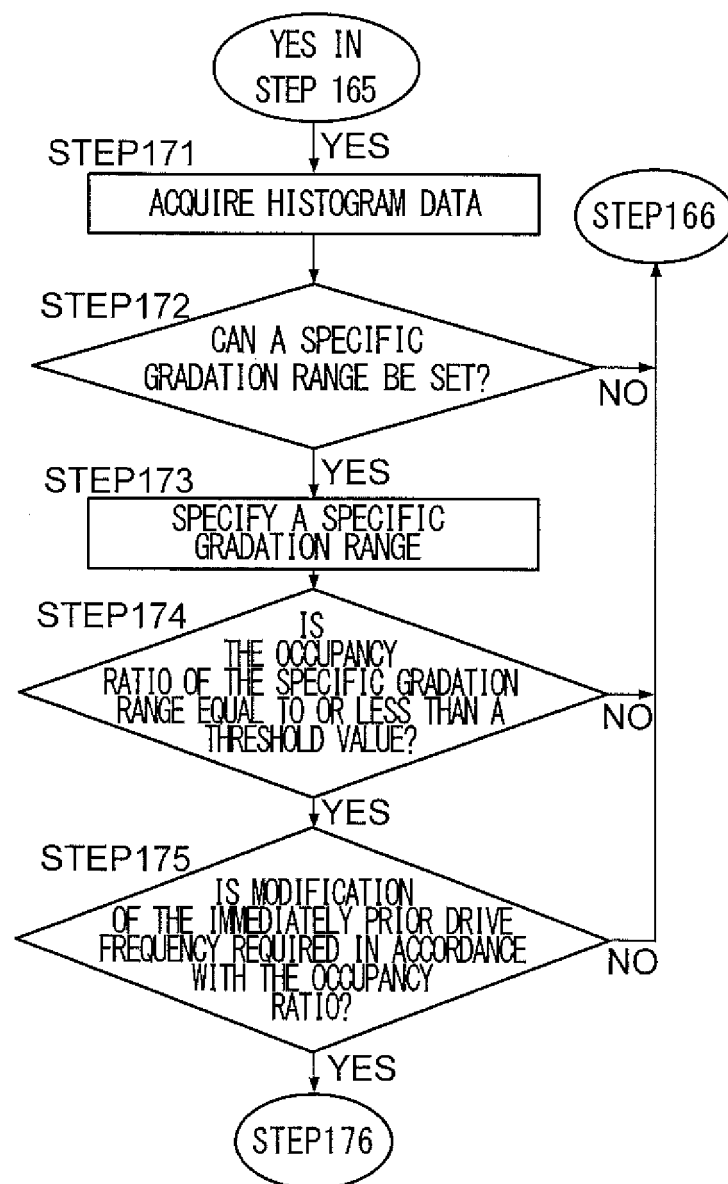 YES IN
STEP 165
YES
STEP171
ACQUIRE HISTOGRAM DATA
STEP166
STEP172
CAN A SPECIFIC
GRADATION RANGE BE SET?
NO
YES
STEP173
SPECIFY A SPECIFIC
GRADATION RANGE
STEP174
IS
THE OCCUPANCY
RATIO OF THE SPECIFIC GRADATION
RANGE EQUAL TO OR LESS THAN A
THRESHOLD VALUE?
NO
YES
STEP175
IS MODIFICATION
OF THE IMMEDIATELY PRIOR DRIVE
FREQUENCY REQUIRED IN ACCORDANCE
WITH THE OCCUPANCY
RATIO?
NO
YES
STEP176